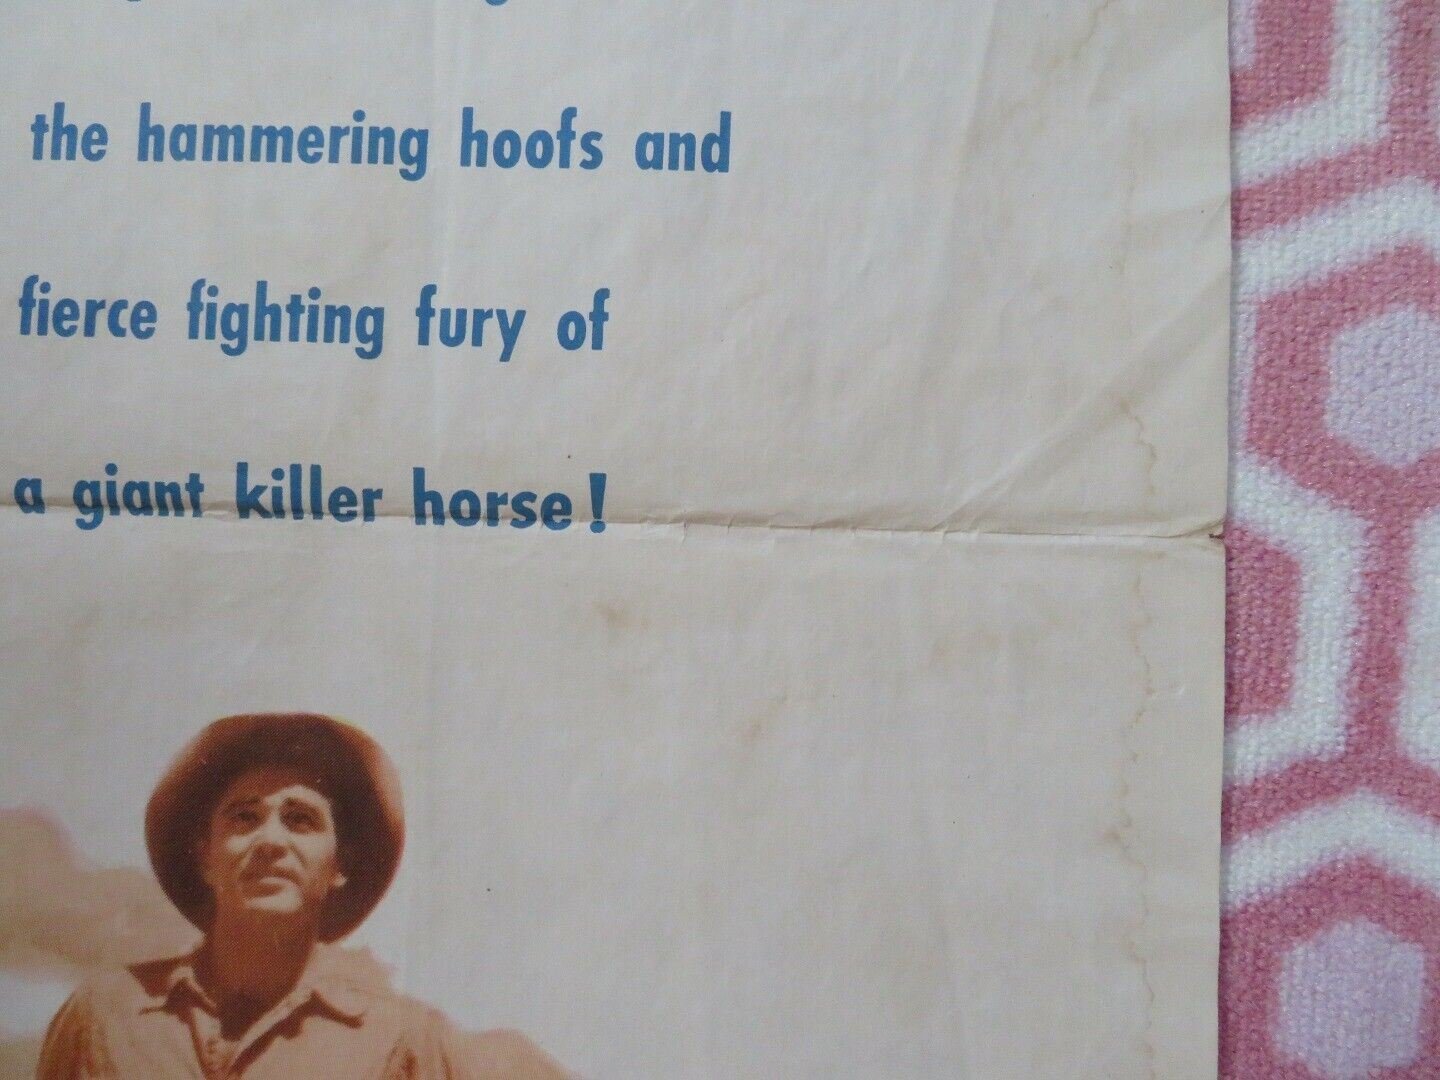 the hammering hoofs and
fierce fighting fury of
a giant killer horse!